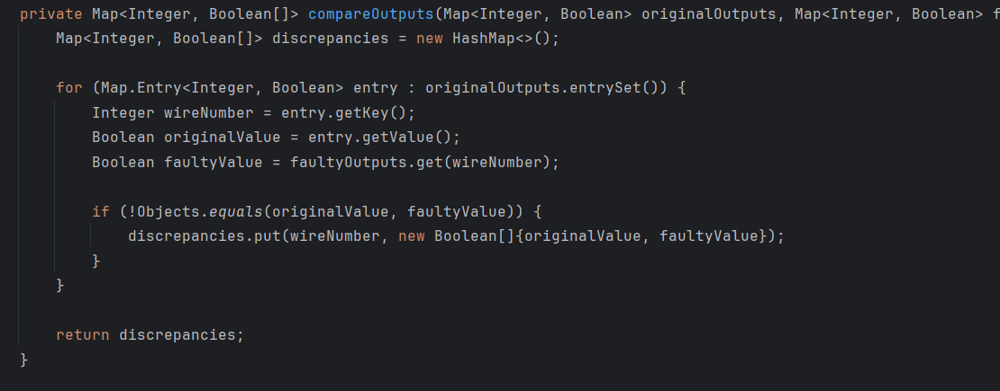 private Map<Integer, Boolean[]> compareOutputs(Map<Integer, Boolean> originalOutputs, Map<Integer, Boolean> f
    Map<Integer, Boolean[]> discrepancies = new HashMap<>();

    for (Map.Entry<Integer, Boolean> entry : originalOutputs.entrySet()) {
        Integer wireNumber = entry.getKey();
        Boolean originalValue = entry.getValue();
        Boolean faultyValue = faultyOutputs.get(wireNumber);

        if (!Objects.equals(originalValue, faultyValue)) {
            discrepancies.put(wireNumber, new Boolean[]{originalValue, faultyValue});
        }
    }

    return discrepancies;
}